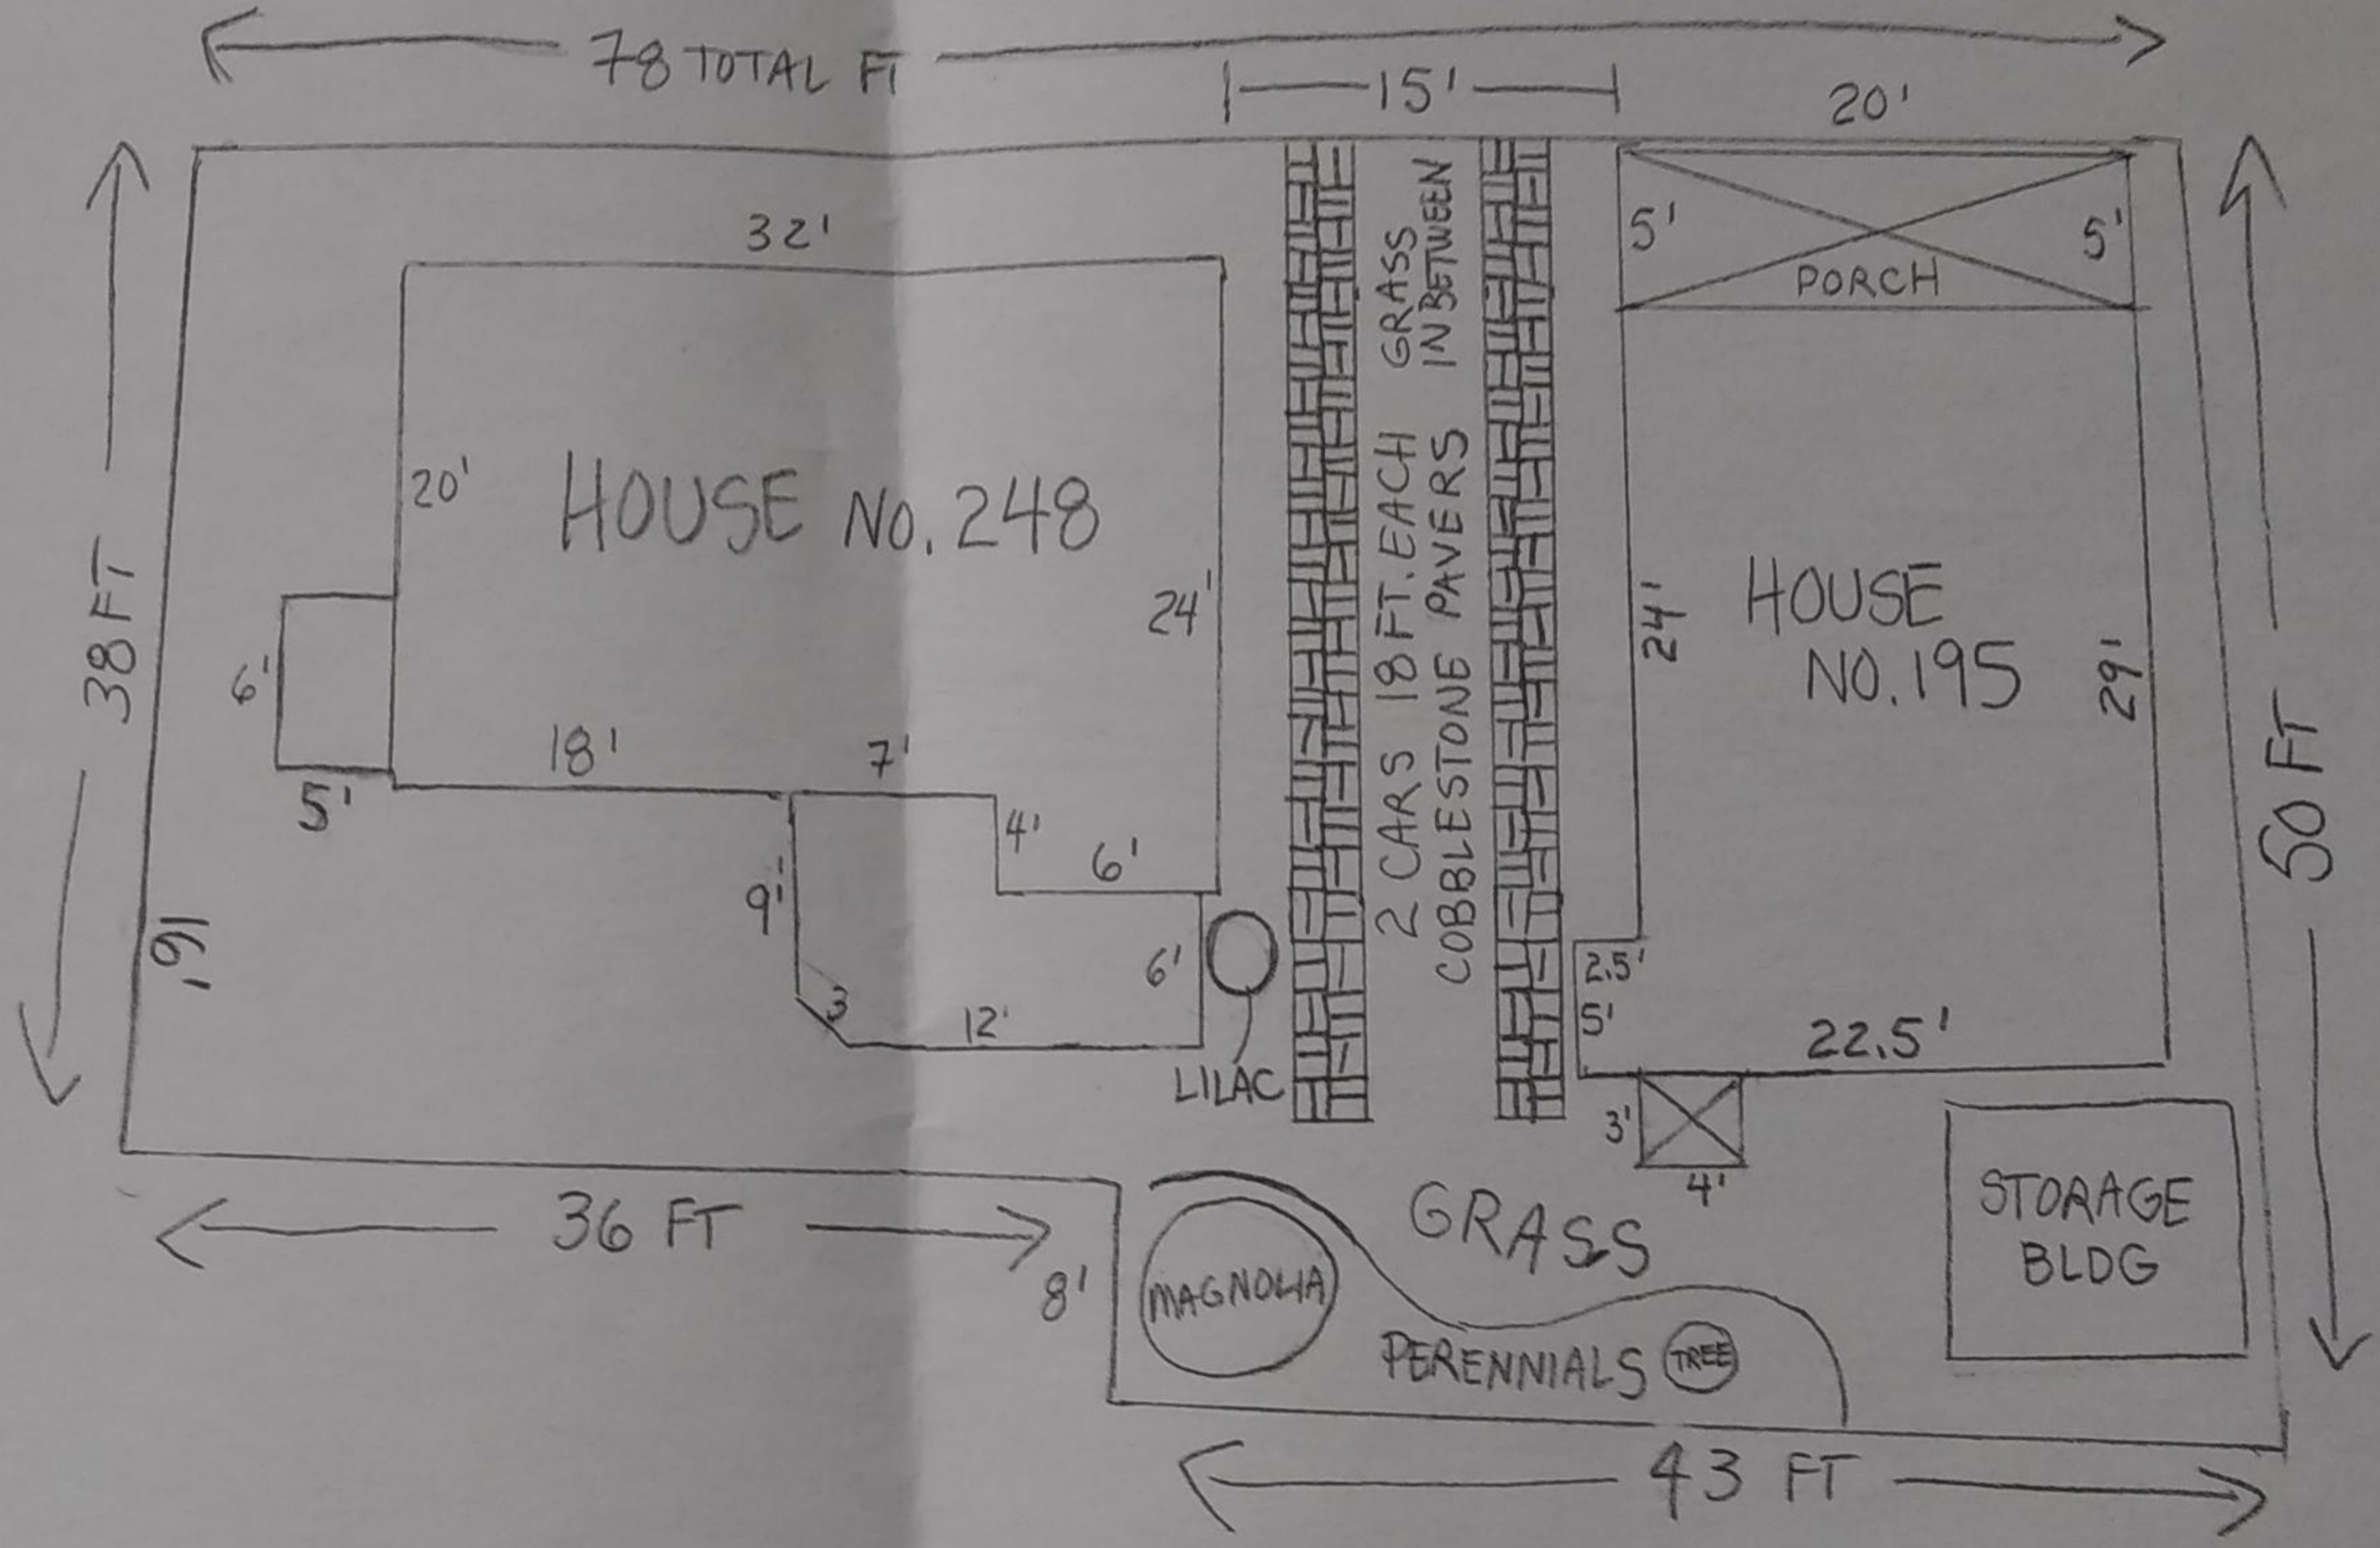 78 TOTAL FT
15'
20'
32'
5'
5'
PORCH
GRASS
IN BETWEEN
2 CARS 18 FT. EACH
COBBLESTONE PAVERS
38 FT
20'
HOUSE NO. 248
24'
24'
HOUSE
NO. 195
29'
50 FT
6'
5'
18'
7'
4'
6'
9'
3
12'
6'
LILAC
16'
2.5'
5'
22.5'
3'
4'
STORAGE
BLDG
36 FT
8'
MAGNOLIA
GRASS
PERENNIALS
TREE
43 FT